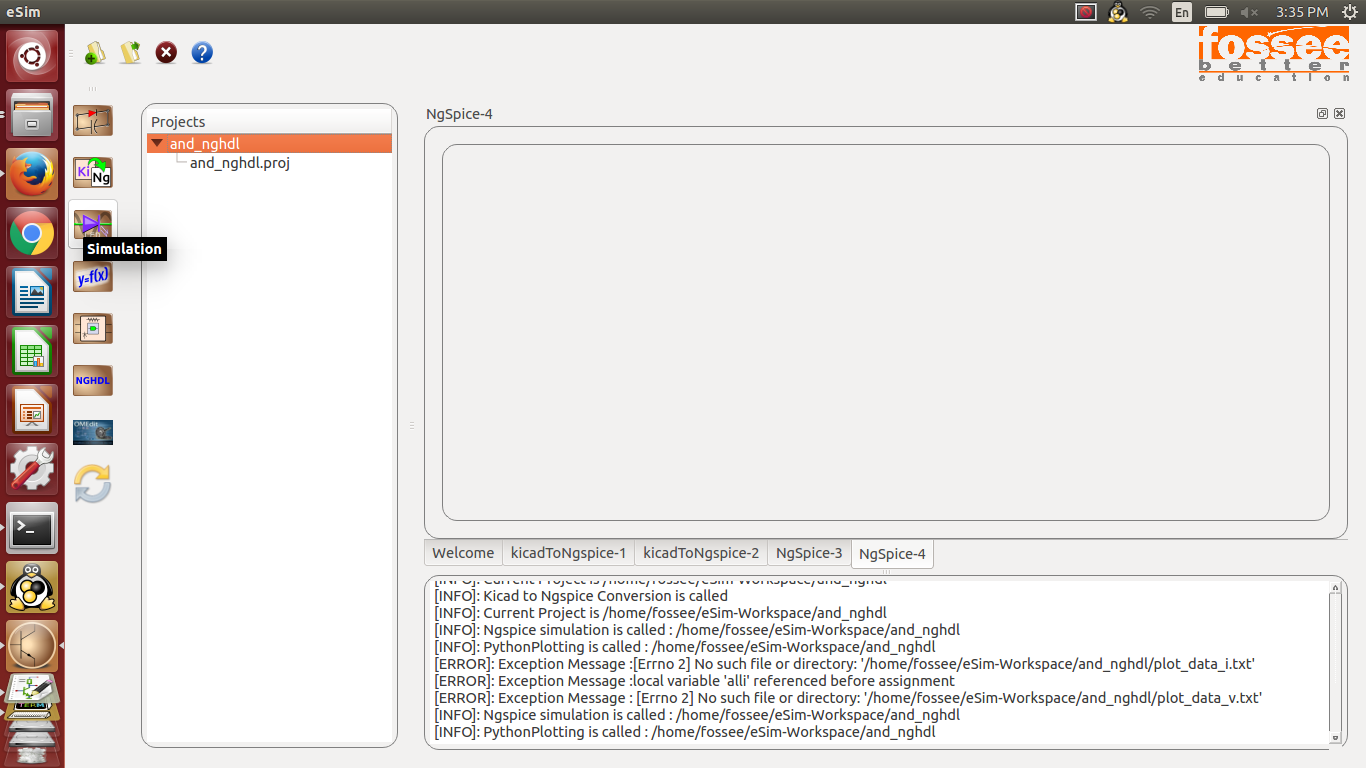 eSim
En
3:35 PM
fossee
better
education
Projects
and_nghdl
and_nghdl.proj
Ki
Ng
Simulation
y=f(x)
NGHDL
OMEdit
NgSpice-4
Welcome
kicadToNgspice-1
kicadToNgspice-2
NgSpice-3
NgSpice-4
[INFO]: Current Project is /home/fossee/eSim-Workspace/and_nghdl
[INFO]: Kicad to Ngspice Conversion is called
[INFO]: Current Project is /home/fossee/eSim-Workspace/and_nghdl
[INFO]: Ngspice simulation is called : /home/fossee/eSim-Workspace/and_nghdl
[INFO]: PythonPlotting is called : /home/fossee/eSim-Workspace/and_nghdl
[ERROR]: Exception Message :[Errno 2] No such file or directory: '/home/fossee/eSim-Workspace/and_nghdl/plot_data_i.txt'
[ERROR]: Exception Message :local variable 'alli' referenced before assignment
[ERROR]: Exception Message : [Errno 2] No such file or directory: '/home/fossee/eSim-Workspace/and_nghdl/plot_data_v.txt'
[INFO]: Ngspice simulation is called : /home/fossee/eSim-Workspace/and_nghdl
[INFO]: PythonPlotting is called : /home/fossee/eSim-Workspace/and_nghdl
TERM